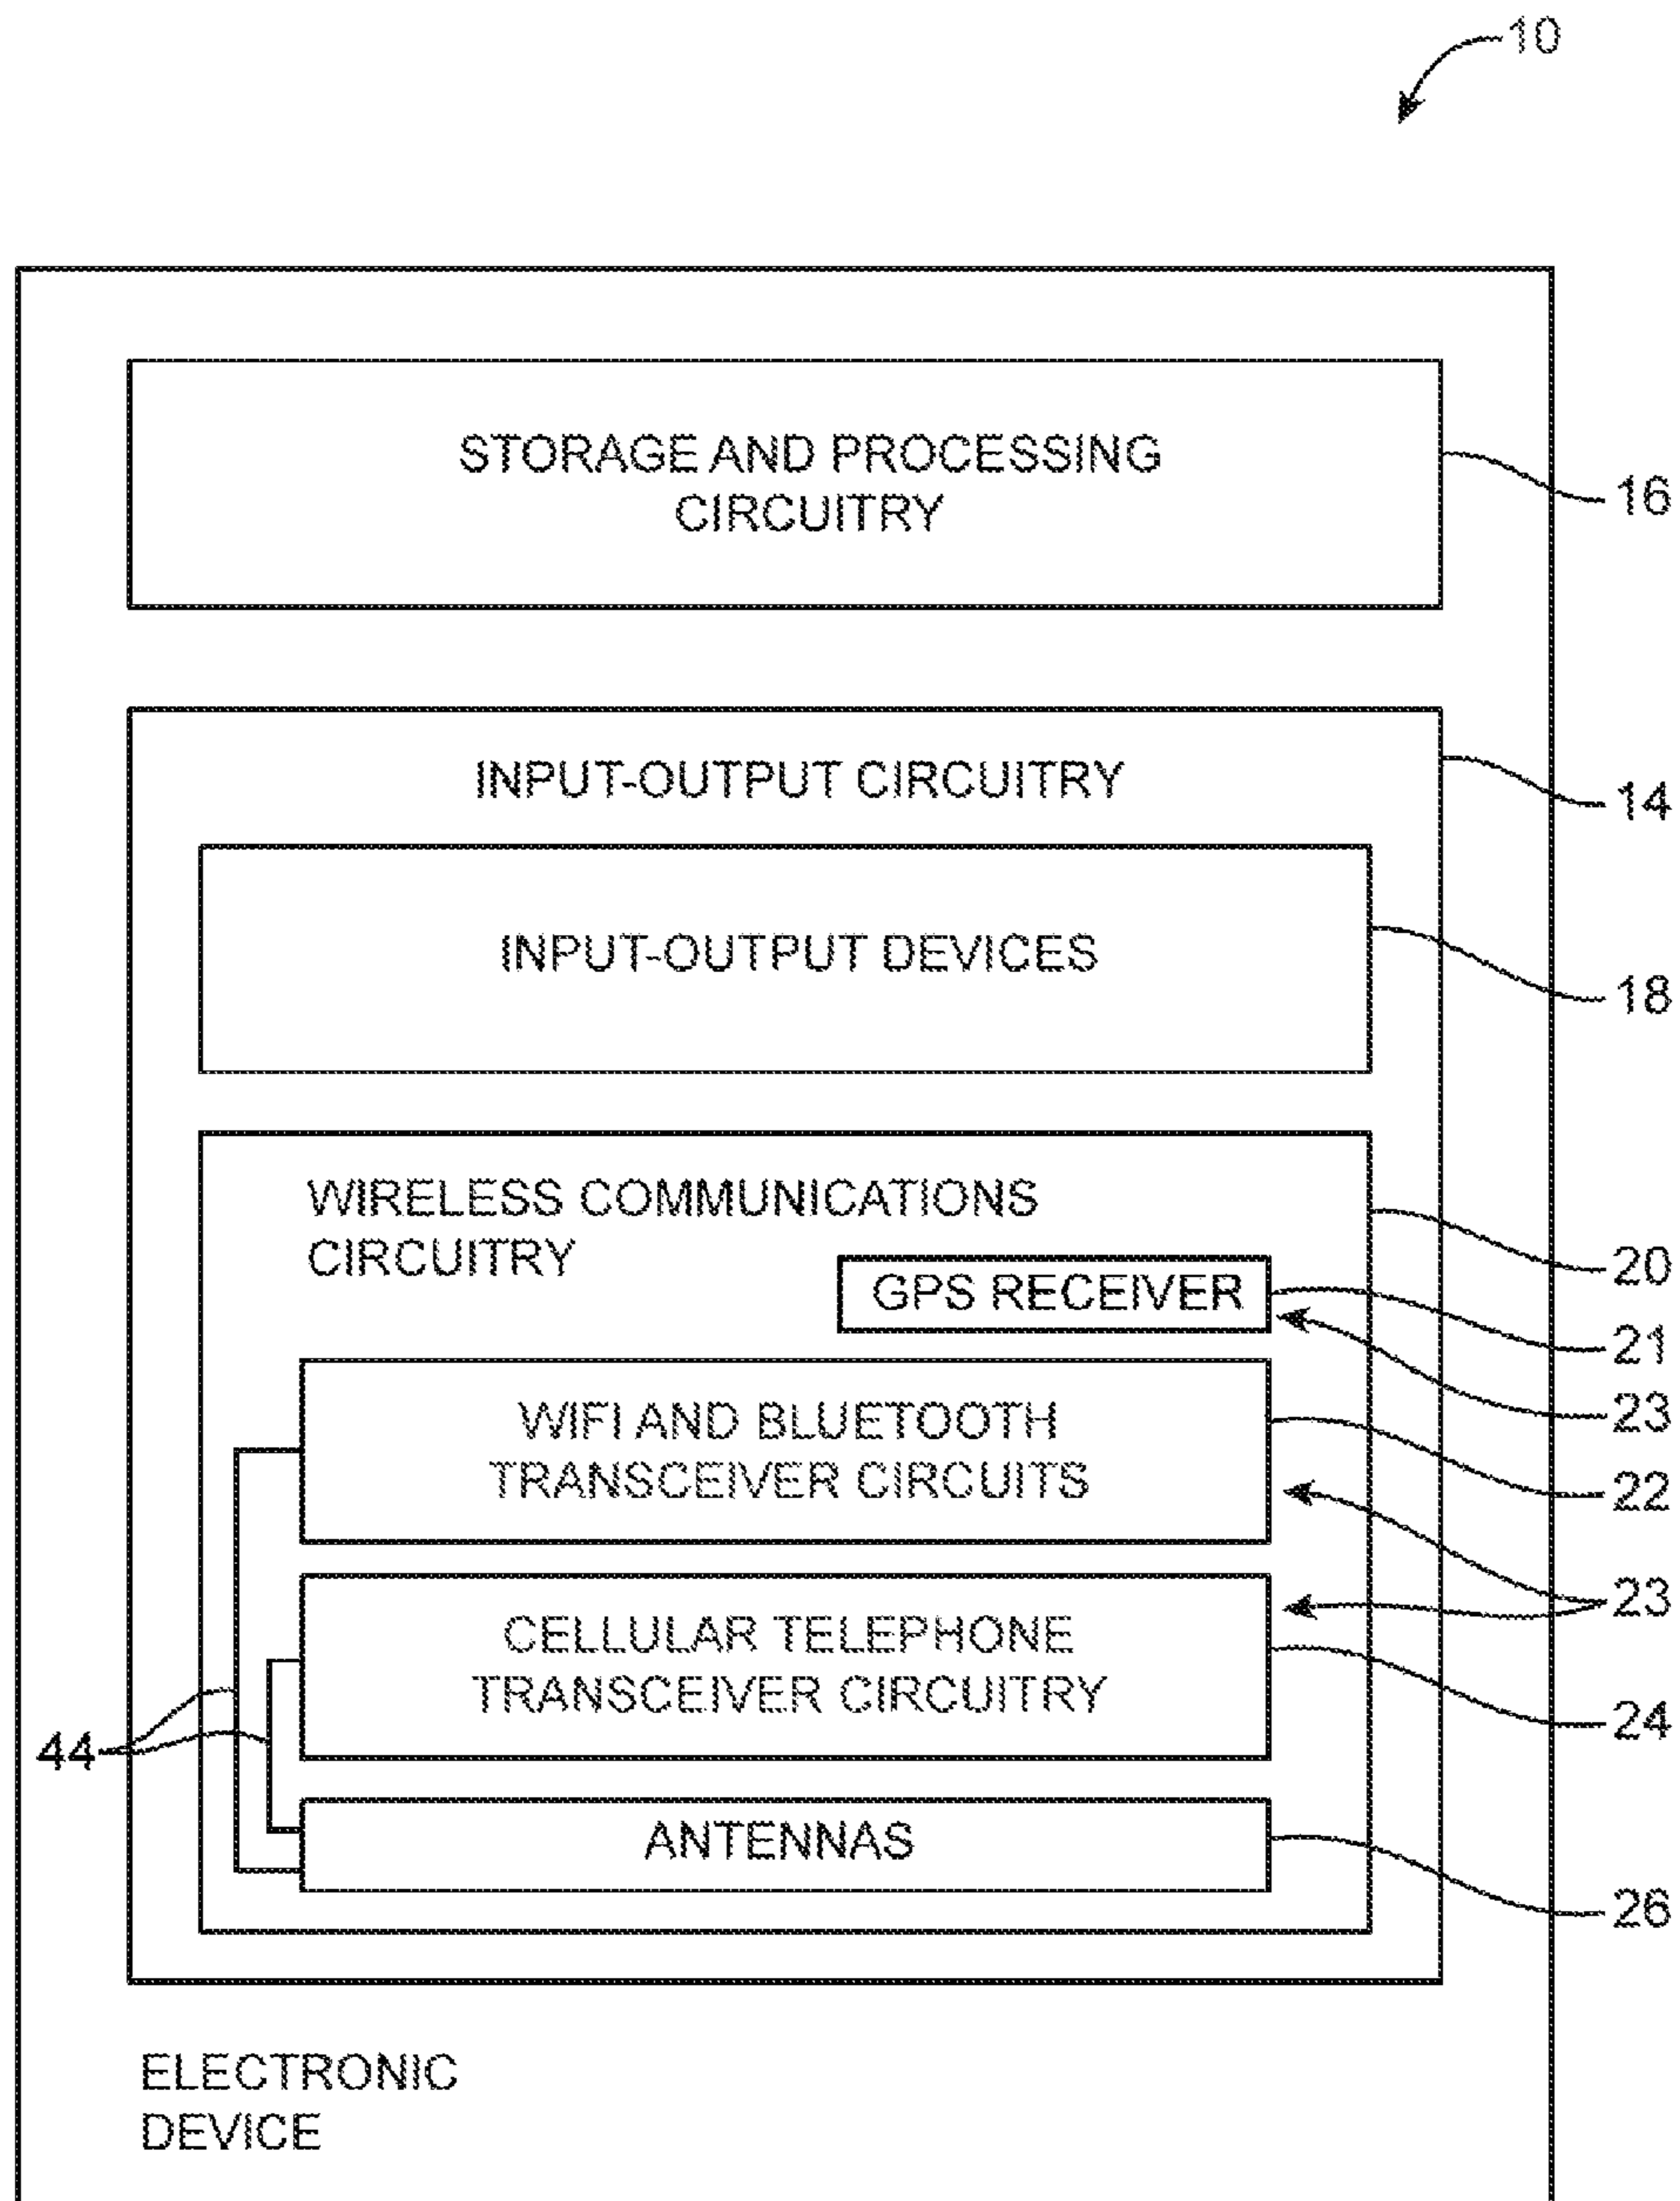 10
STORAGE AND PROCESSING
CIRCUITRY
16
INPUT-OUTPUT CIRCUITRY
14
INPUT-OUTPUT DEVICES
18
WIRELESS COMMUNICATIONS
CIRCUITRY
20
GPS RECEIVER
21
23
WIFI AND BLUETOOTH
TRANSCEIVER CIRCUITS
22
23
CELLULAR TELEPHONE
TRANSCEIVER CIRCUITRY
24
44
ANTENNAS
26
ELECTRONIC
DEVICE